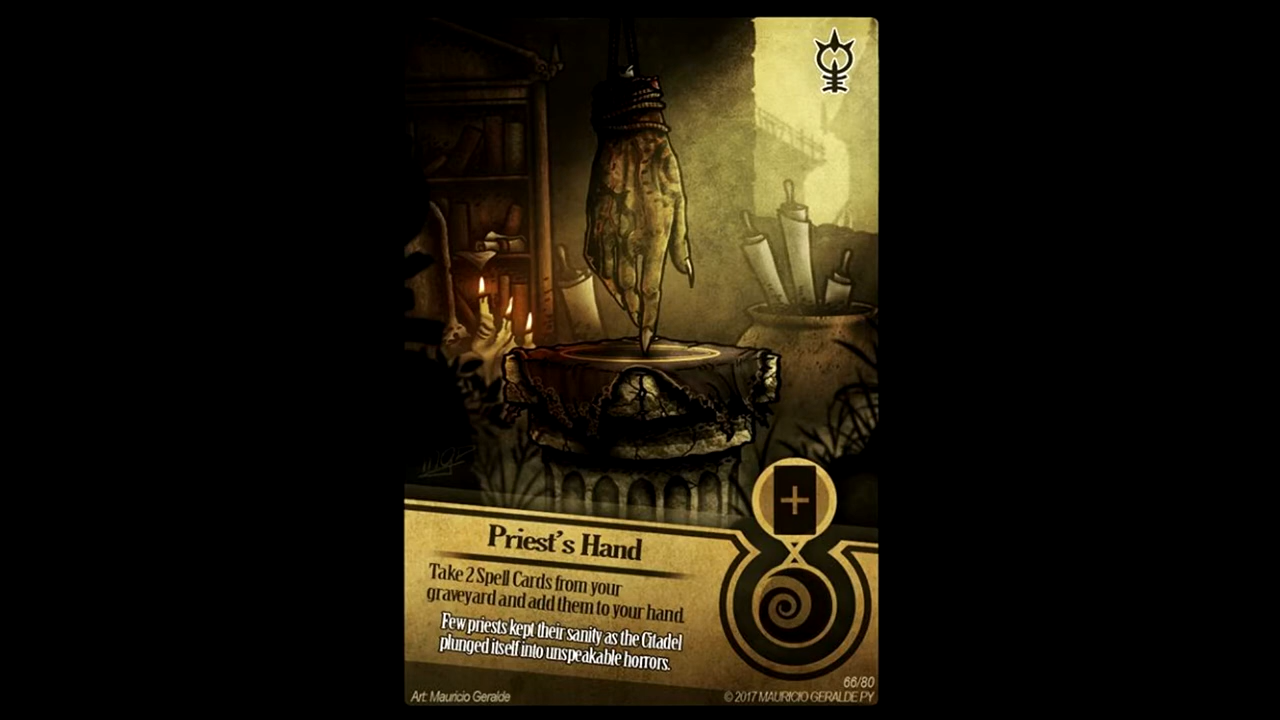 Priest's Hand
Take 2 Spell Cards from your
graveyard and add them to your hand.
Few priests kept their sanity as the Citadel
plunged itself into unspeakable horrors.
66/80
Art: Mauricio Geralde
© 2017 MAURICIO GERALDE PY